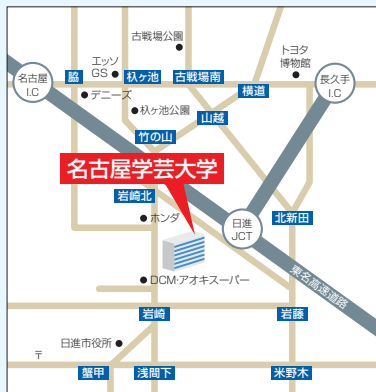 古戦場公園
エッソ
GS
トヨタ
博物館
名古屋
I.C
脇
杁ヶ池
古戦場南
長久手
I.C
デニーズ
横道
杁ヶ池公園
山越
竹の山
名古屋学芸大学
岩崎北
ホンダ
北新田
日進
JCT
東名高速道路
DCM・アオキスーパー
岩崎
岩藤
日進市役所
〒
蟹甲
浅間下
米野木